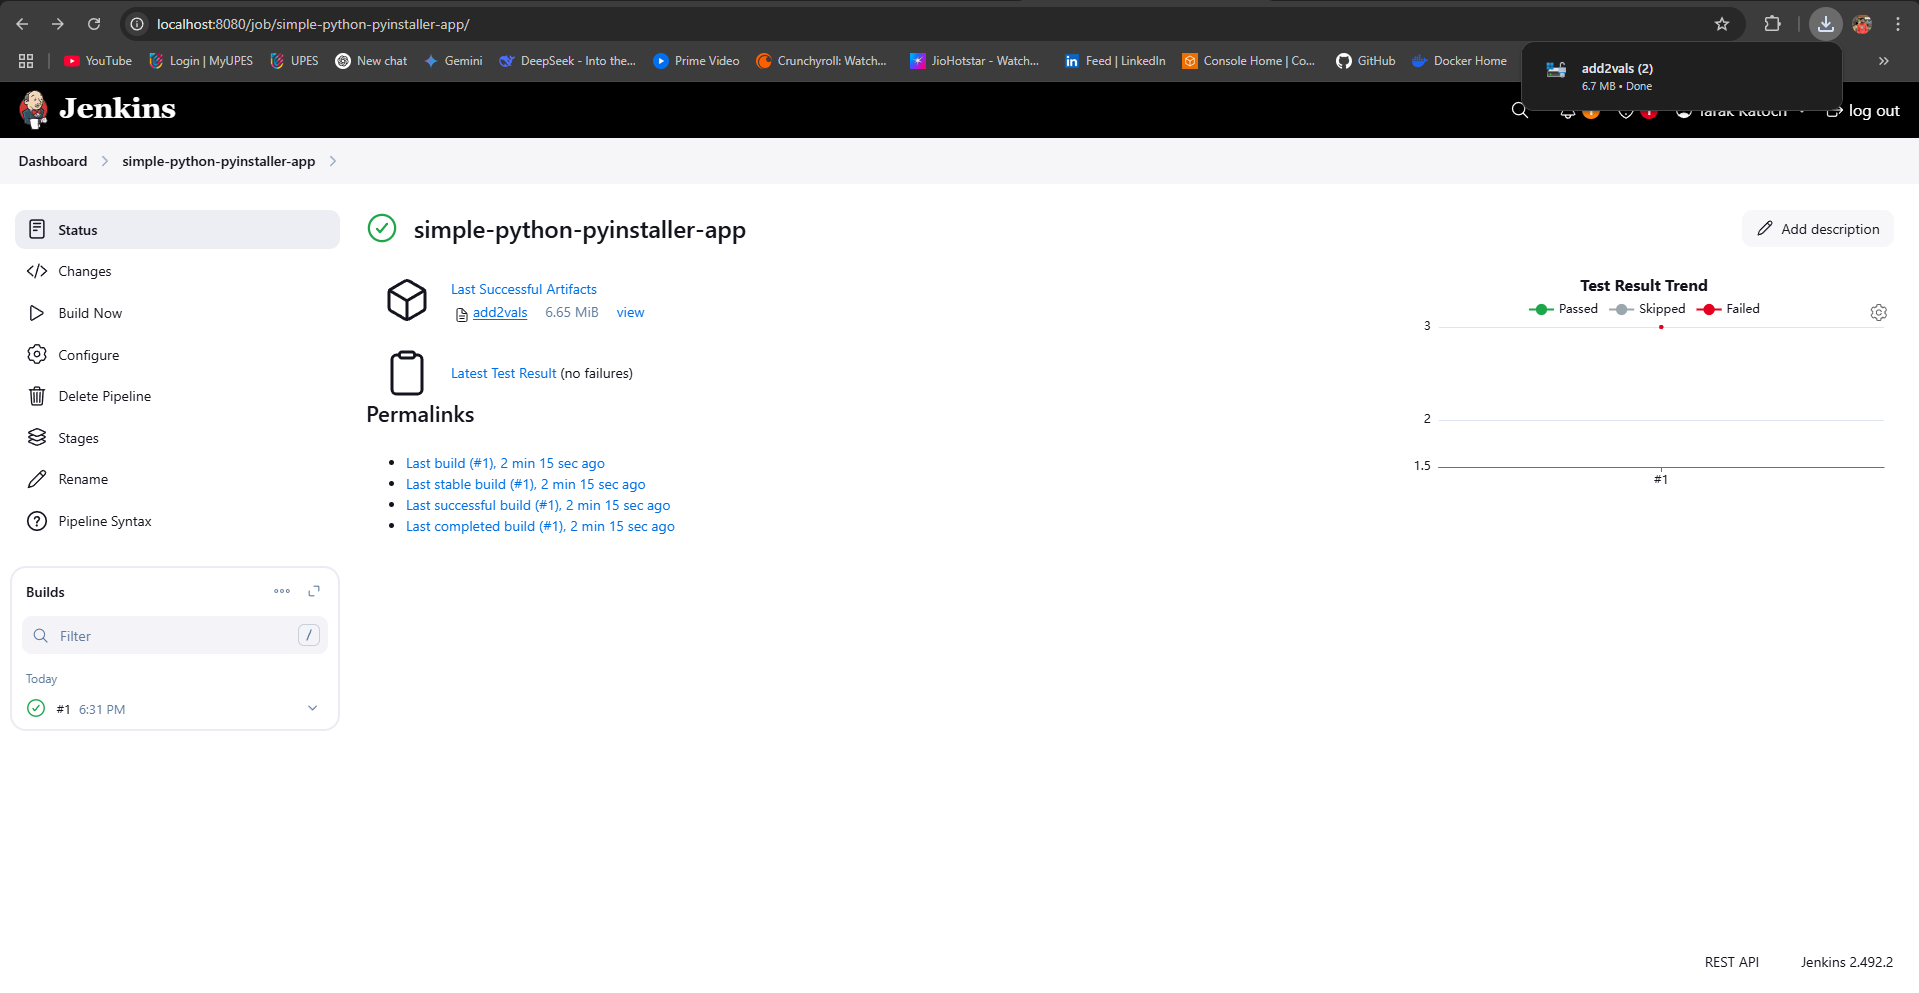 localhost:8080/job/simple-python-pyinstaller-app/
YouTube
Login | MyUPES
UPES
New chat
Gemini
DeepSeek - Into the...
Prime Video
Crunchyroll: Watch...
JioHotstar - Watch...
Feed | LinkedIn
Console Home | Co...
GitHub
Docker Home
»
add2vals (2)
6.7 MB • Done
Jenkins
1
1
Tarak Katoch
log out
Dashboard
simple-python-pyinstaller-app
Status
Changes
Build Now
Configure
Delete Pipeline
Stages
Rename
Pipeline Syntax
Builds
Filter
/
Today
#1 6:31 PM
simple-python-pyinstaller-app
Add description
Last Successful Artifacts
add2vals 6.65 MiB view
Latest Test Result (no failures)
Permalinks
Last build (#1), 2 min 15 sec ago
Last stable build (#1), 2 min 15 sec ago
Last successful build (#1), 2 min 15 sec ago
Last completed build (#1), 2 min 15 sec ago
Test Result Trend
Passed Skipped Failed
3
2
1.5
#1
REST API
Jenkins 2.492.2